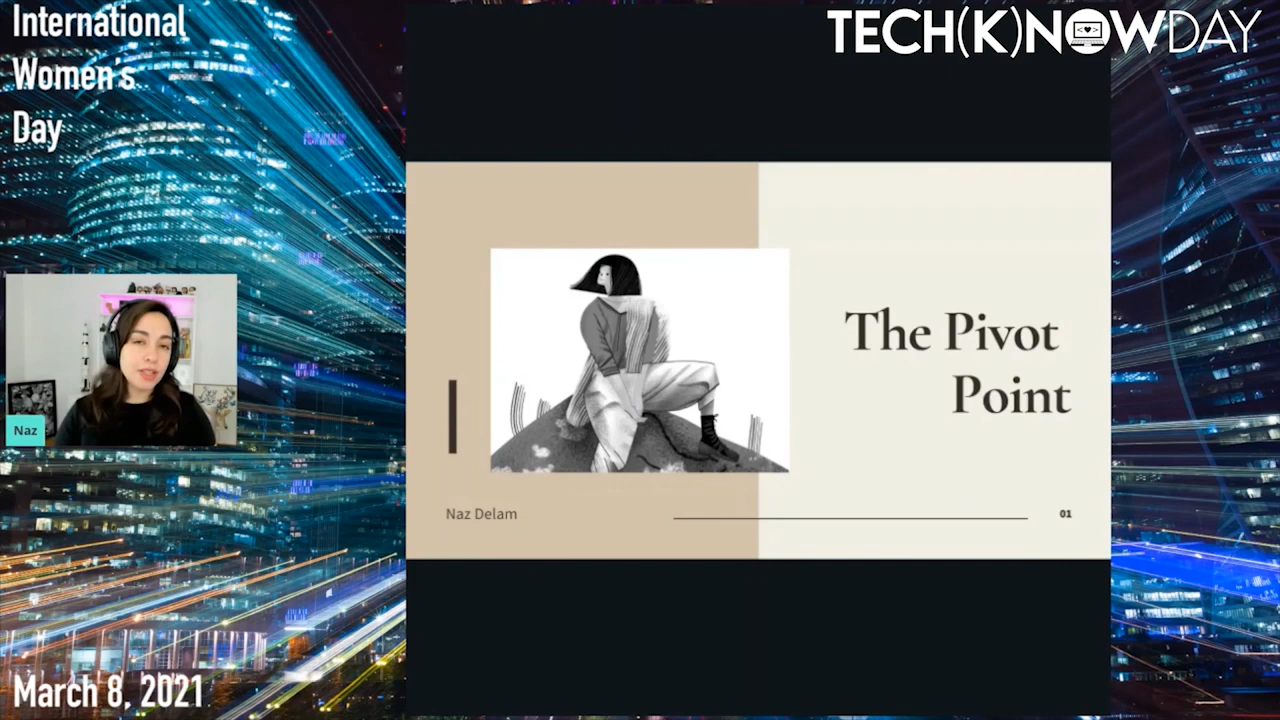 International
Women's
Day
TECH(K)NOWDAY
Naz
The Pivot
Point
Naz Delam
01
March 8, 2021